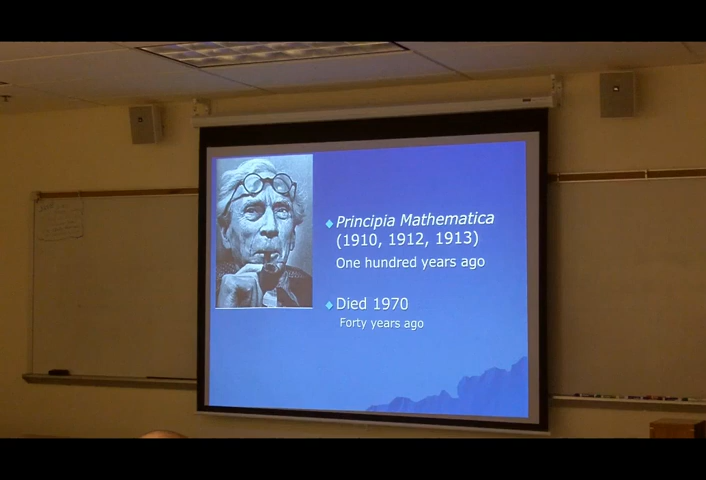 Principia Mathematica
(1910, 1912, 1913)
One hundred years ago
Died 1970
Forty years ago